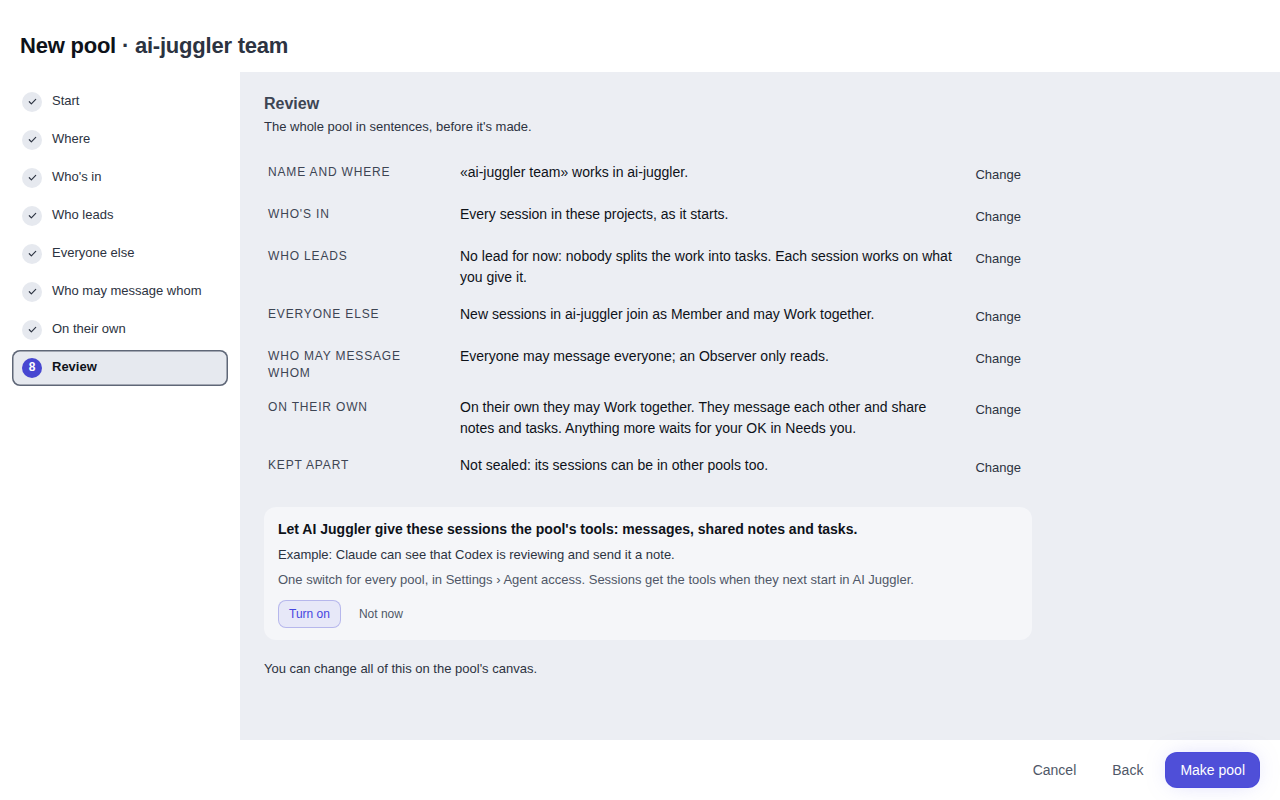 New pool · ai-juggler team
Start
Where
Who's in
Who leads
Everyone else
Who may message whom
On their own
8 Review
Review
The whole pool in sentences, before it's made.
NAME AND WHERE
«ai-juggler team» works in ai-juggler.
Change
WHO'S IN
Every session in these projects, as it starts.
Change
WHO LEADS
No lead for now: nobody splits the work into tasks. Each session works on what
you give it.
Change
EVERYONE ELSE
New sessions in ai-juggler join as Member and may Work together.
Change
WHO MAY MESSAGE
WHOM
Everyone may message everyone; an Observer only reads.
Change
ON THEIR OWN
On their own they may Work together. They message each other and share
notes and tasks. Anything more waits for your OK in Needs you.
Change
KEPT APART
Not sealed: its sessions can be in other pools too.
Change
Let AI Juggler give these sessions the pool's tools: messages, shared notes and tasks.
Example: Claude can see that Codex is reviewing and send it a note.
One switch for every pool, in Settings › Agent access. Sessions get the tools when they next start in AI Juggler.
Turn on
Not now
You can change all of this on the pool's canvas.
Cancel
Back
Make pool